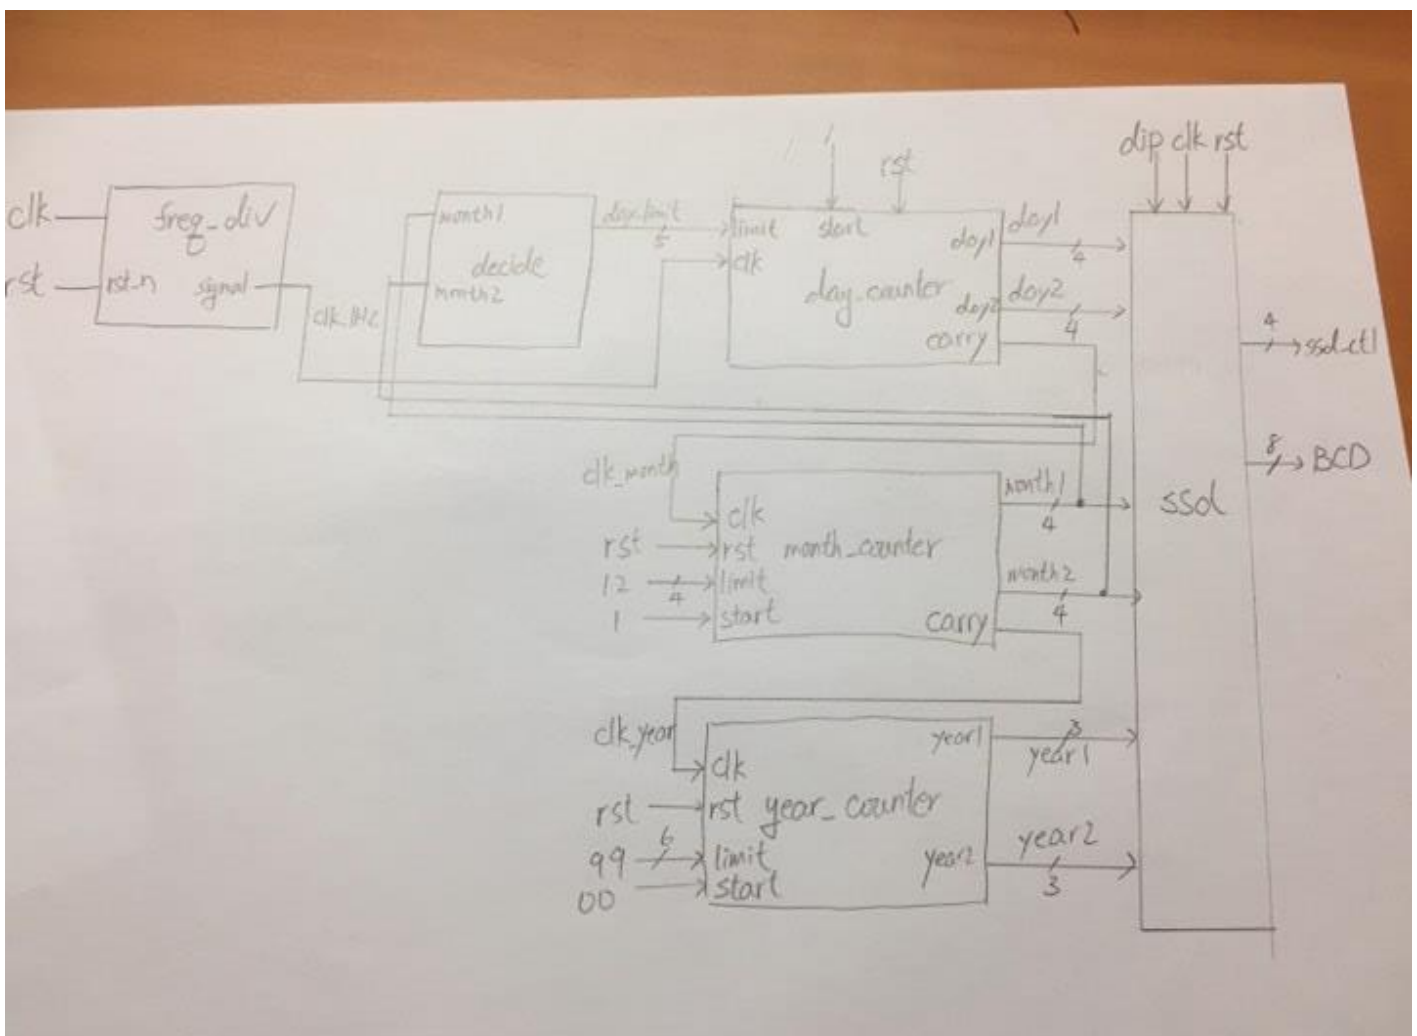 dip clk rst
1
rst
clk
freq_div
rst
rst_n
signal
clk_1Hz
month1
decide
month2
day_limit
5
limit
start
clk
day_counter
day1
day2
carry
day1
4
day2
4
ssd
4
ssd_ctl
8
BCD
clk_month
clk
rst
rst
month_counter
12
4
limit
1
start
carry
month1
4
month2
4
clk_year
clk
rst
rst
year_counter
99
6
limit
00
start
year1
year2
3
year1
year2
3